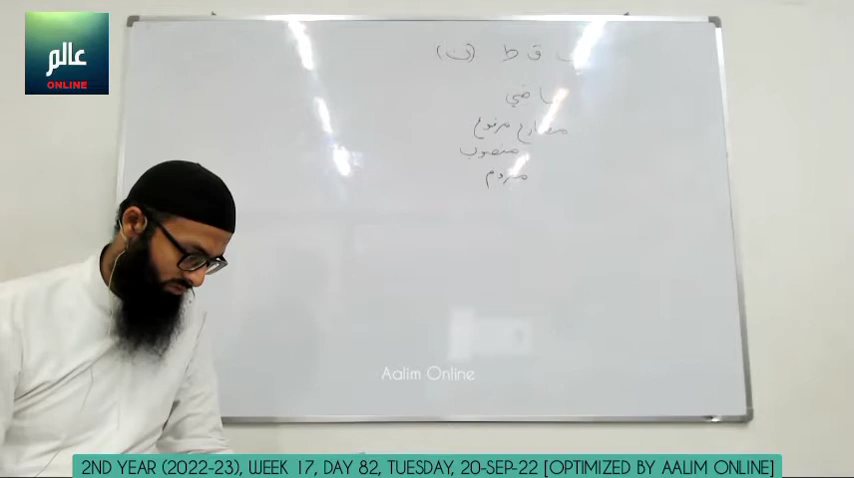 عالم
ONLINE
ق ط (ن)
ماضي
مضارع مرفوع
منصوب
Aalim Online
2ND YEAR (2022-23), WEEK 17, DAY 82, TUESDAY, 20-SEP-22 [OPTIMIZED BY AALIM ONLINE]